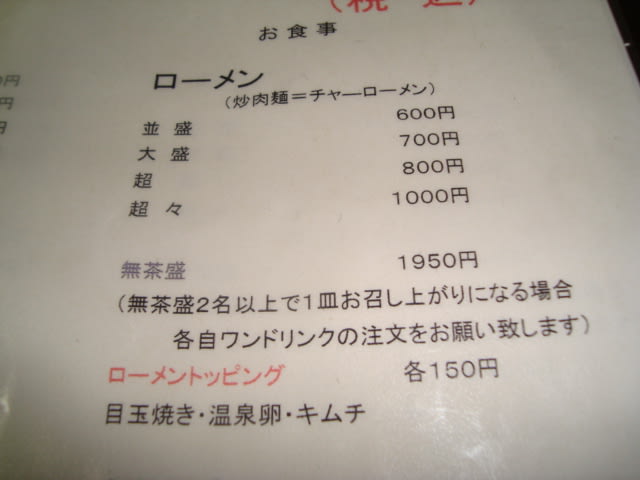 (税込)
お食事
ローメン
(炒肉麺＝チャーローメン)
並盛 600円
大盛 700円
超 800円
超々 1000円
無茶盛 1950円
(無茶盛2名以上で1皿お召し上がりになる場合
各自ワンドリンクの注文をお願い致します)
ローメントッピング 各150円
目玉焼き・温泉卵・キムチ